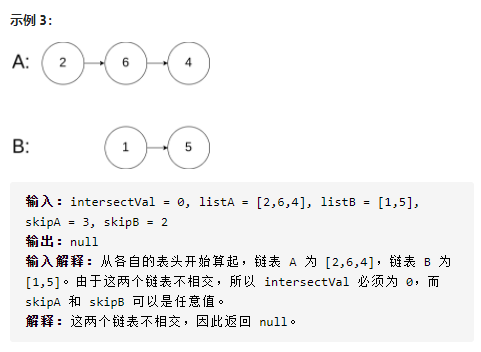 示例 3：
A: 2 6 4
B: 1 5
输入：intersectVal = 0, listA = [2,6,4], listB = [1,5],
skipA = 3, skipB = 2
输出：null
输入解释：从各自的表头开始算起，链表 A 为 [2,6,4]，链表 B 为
[1,5]。由于这两个链表不相交，所以 intersectVal 必须为 0，而
skipA 和 skipB 可以是任意值。
解释：这两个链表不相交，因此返回 null。